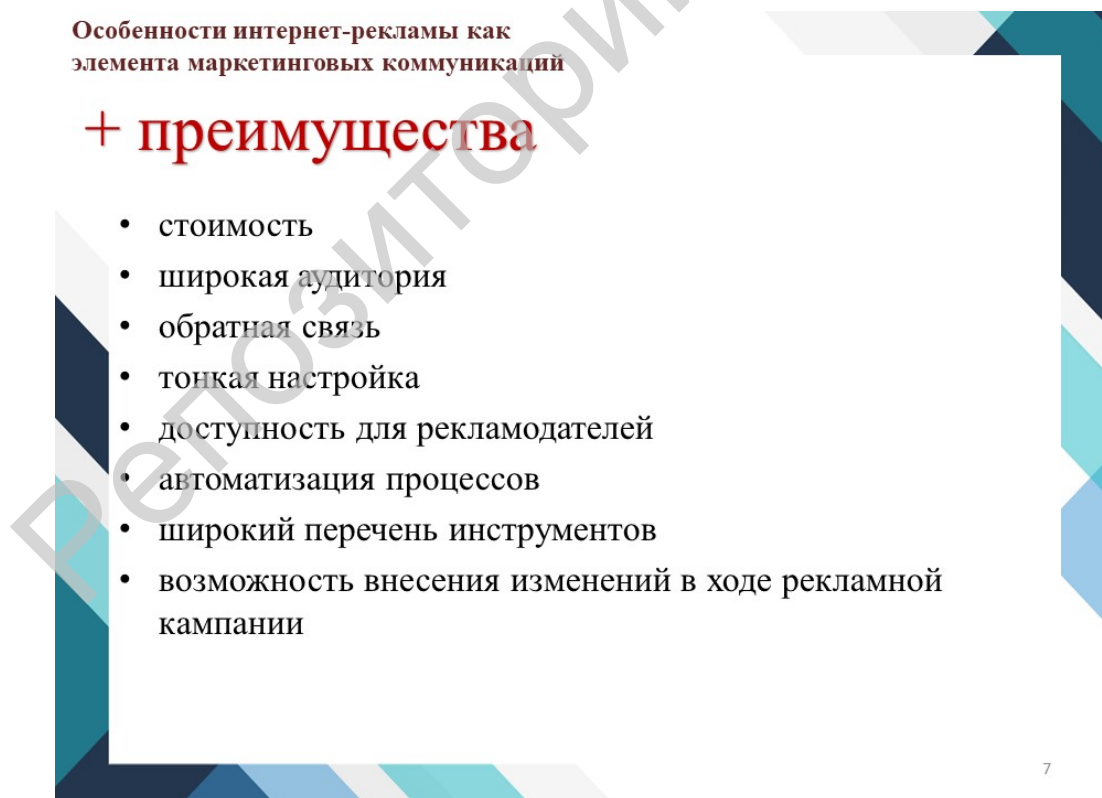 Особенности интернет-рекламы как
элемента маркетинговых коммуникаций
+ преимущества
• стоимость
• широкая аудитория
• обратная связь
• тонкая настройка
• доступность для рекламодателей
• автоматизация процессов
• широкий перечень инструментов
• возможность внесения изменений в ходе рекламной
кампании
Репозитори
7